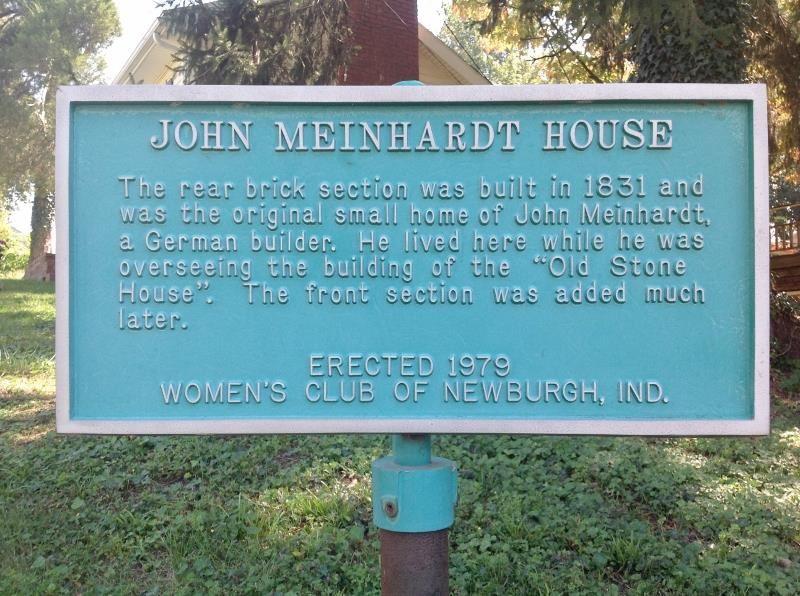 JOHN MEINHARDT HOUSE
The rear brick section was built in 1831 and
was the original small home of John Meinhardt,
a German builder. He lived here while he was
overseeing the building of the "Old Stone
House". The front section was added much
later.
ERECTED 1979
WOMEN'S CLUB OF NEWBURGH, IND.